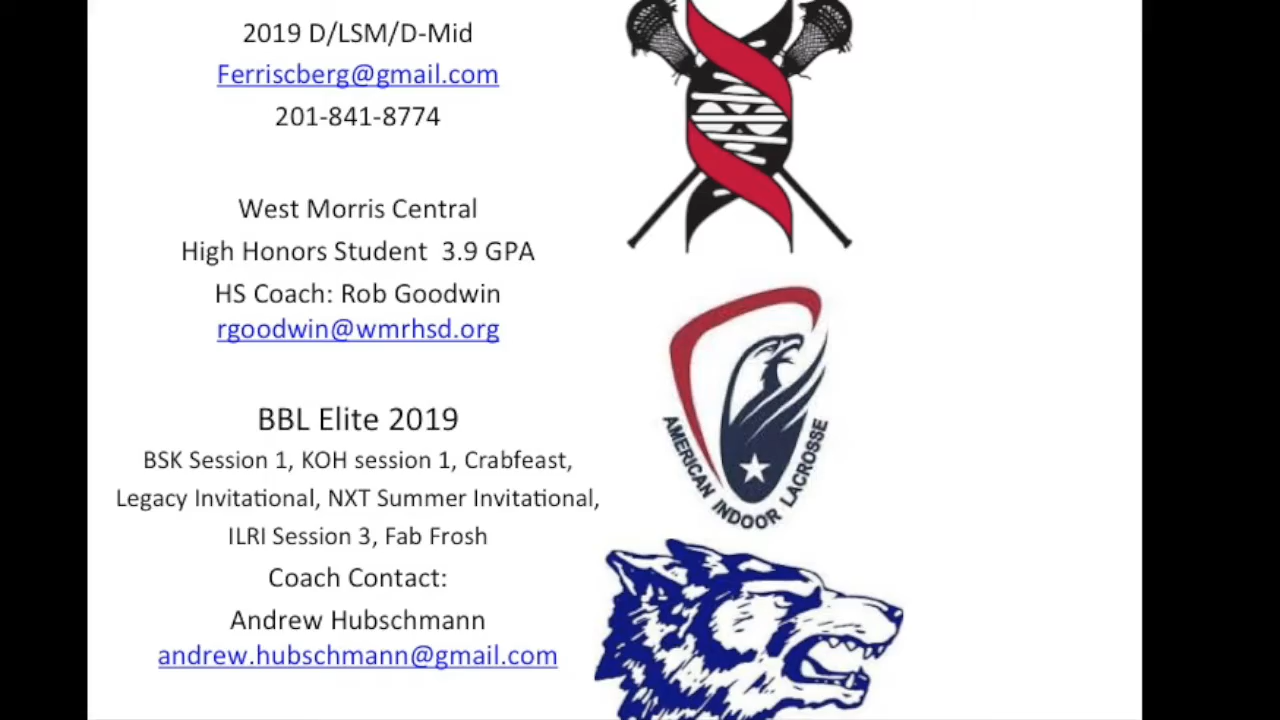 2019 D/LSM/D-Mid
Ferriscberg@gmail.com
201-841-8774
West Morris Central
High Honors Student 3.9 GPA
HS Coach: Rob Goodwin
rgoodwin@wmrhsd.org
BBL Elite 2019
BSK Session 1, KOH session 1, Crabfeast,
Legacy Invitational, NXT Summer Invitational,
ILRI Session 3, Fab Frosh
Coach Contact:
Andrew Hubschmann
andrew.hubschmann@gmail.com
AMERICAN INDOOR LACROSSE